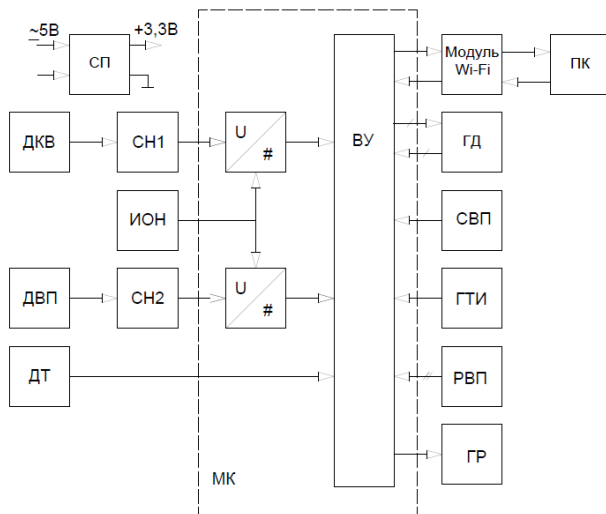 ~5В
+3,3В
СП
Модуль
Wi-Fi
ПК
ДКВ
СН1
U
#
ВУ
ГД
ИОН
СВП
ДВП
СН2
U
#
ГТИ
ДТ
РВП
МК
ГР